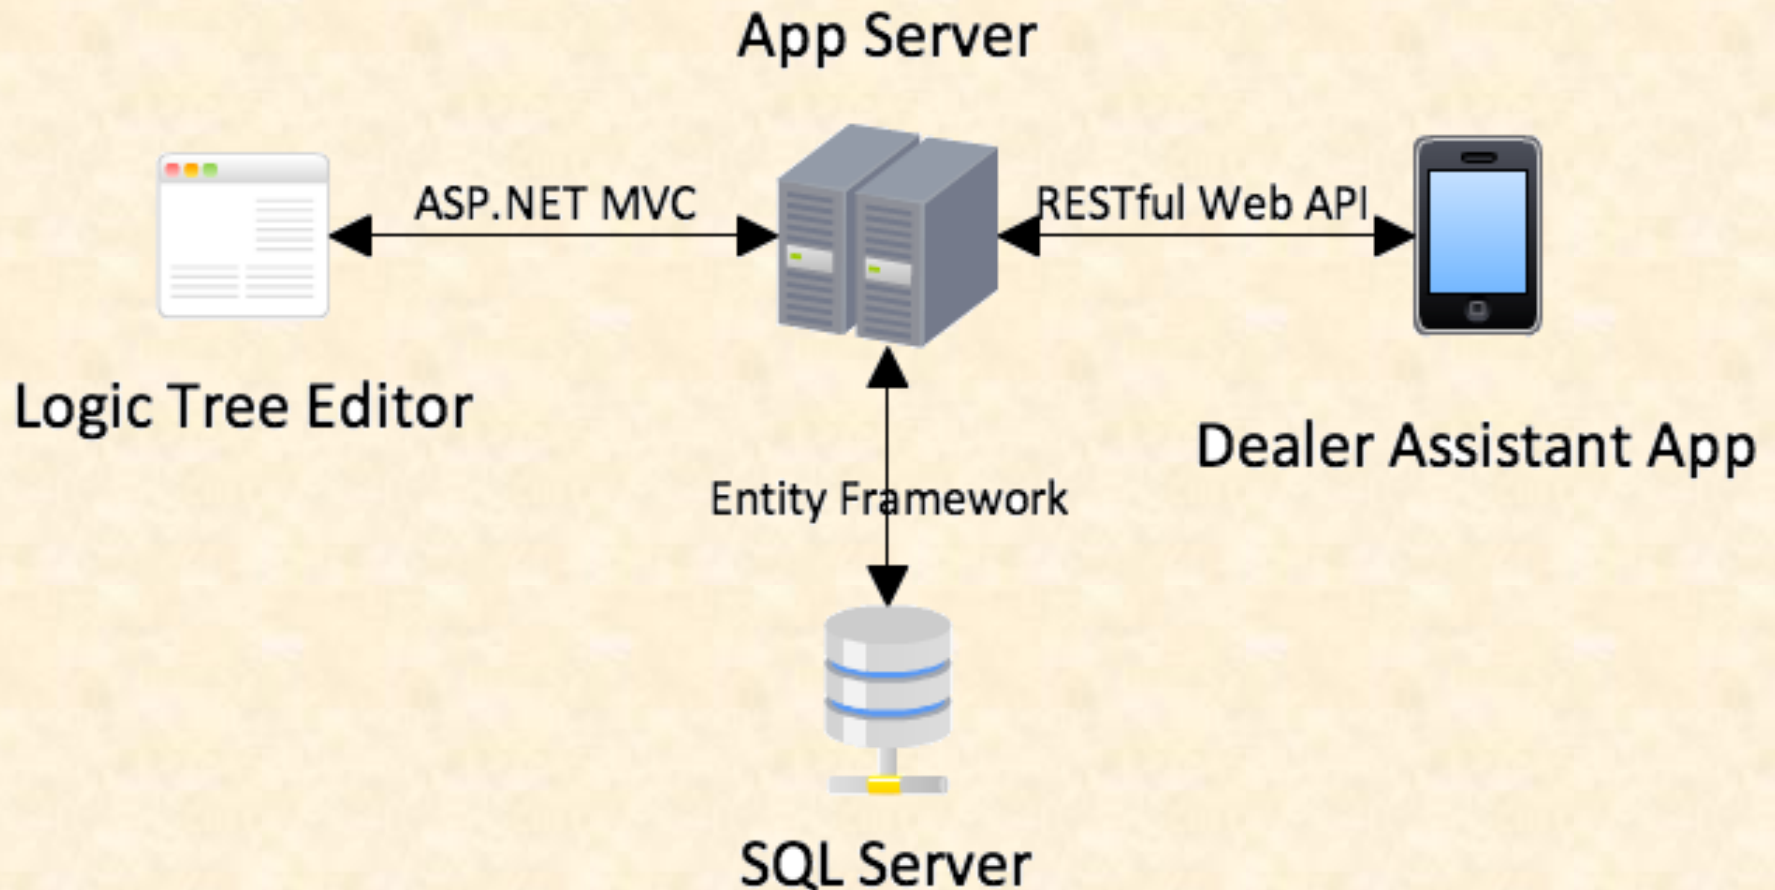 App Server
ASP.NET MVC
RESTful Web API
Logic Tree Editor
Dealer Assistant App
Entity Framework
SQL Server